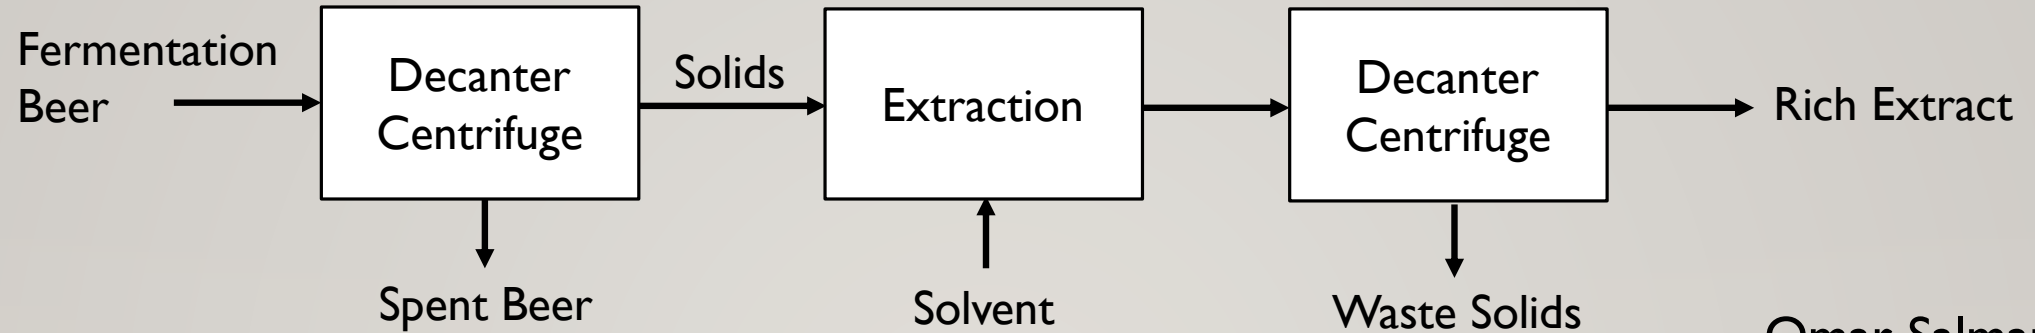 Fermentation
Beer
Decanter
Centrifuge
Solids
Extraction
Decanter
Centrifuge
Rich Extract
Spent Beer
Solvent
Waste Solids